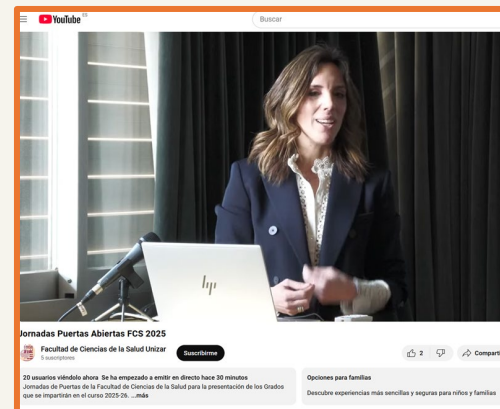 YouTube ES
Buscar
hp
Jornadas Puertas Abiertas FCS 2025
Facultad de Ciencias de la Salud Unizar
5 suscriptores
Suscribirme
2
Compartir
20 usuarios viéndolo ahora Se ha empezado a emitir en directo hace 30 minutos
Jornadas de Puertas de la Facultad de Ciencias de la Salud para la presentación de los Grados
que se impartirán en el curso 2025-26. ...más
Opciones para familias
Descubre experiencias más sencillas y seguras para niños y familias